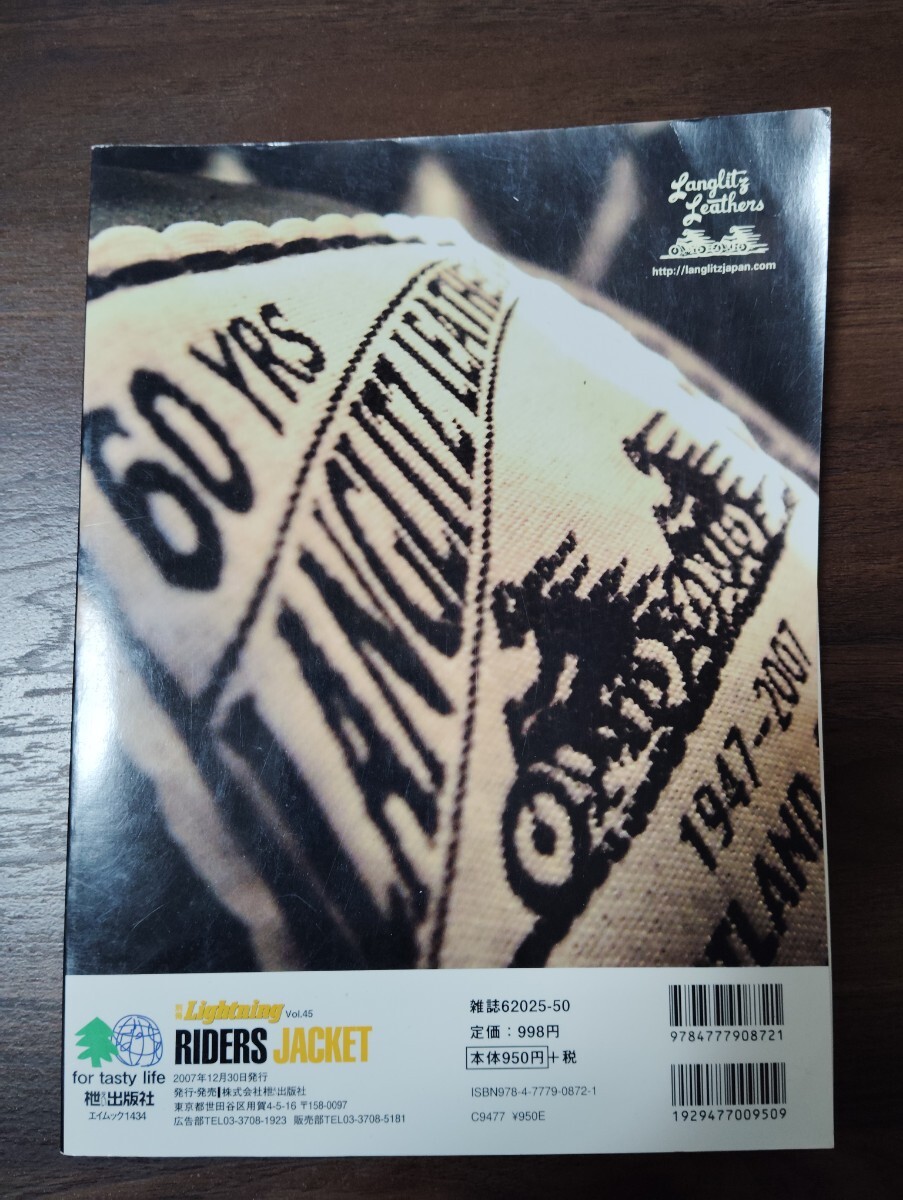 Langlitz
Leathers
http://langlitzjapan.com
60 YRS
LANGLITZ LEATHE
1947--2007
TLAND
別冊 Lightning Vol.45
RIDERS JACKET
2007年12月30日発行
発行・発売 株式会社枻出版社
東京都世田谷区用賀4-5-16 〒158-0097
広告部TEL03-3708-1923 販売部TEL03-3708-5181
for tasty life
枻出版社
エイムック1434
雑誌62025-50
定価：998円
本体950円+税
ISBN978-4-7779-0872-1
C9477 ¥950E
9784777908721
1929477009509